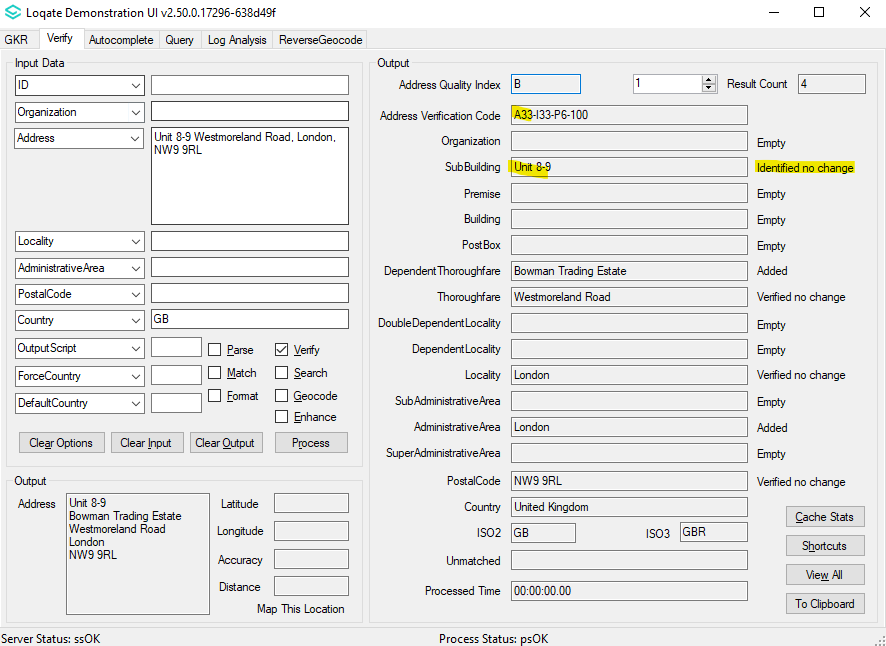 Loqate Demonstration UI v2.50.0.17296-638d49f
GKR Verify Autocomplete Query Log Analysis ReverseGeocode
Input Data
ID
Organization
Address Unit 8-9 Westmoreland Road, London,
NW9 9RL
Locality
AdministrativeArea
PostalCode
Country GB
OutputScript Parse Verify
ForceCountry Match Search
DefaultCountry Format Geocode
Enhance
Clear Options Clear Input Clear Output Process
Output
Address Unit 8-9
Bowman Trading Estate
Westmoreland Road
London
NW9 9RL
Latitude
Longitude
Accuracy
Distance
Map This Location
Output
Address Quality Index B 1 Result Count 4
Address Verification Code A33-I33-P6-100
Organization Empty
SubBuilding Unit 8-9 Identified no change
Premise Empty
Building Empty
PostBox Empty
DependentThoroughfare Bowman Trading Estate Added
Thoroughfare Westmoreland Road Verified no change
DoubleDependentLocality Empty
DependentLocality Empty
Locality London Verified no change
SubAdministrativeArea Empty
AdministrativeArea London Added
SuperAdministrativeArea Empty
PostalCode NW9 9RL Verified no change
Country United Kingdom
ISO2 GB ISO3 GBR
Unmatched
Processed Time 00:00:00.00
Cache Stats
Shortcuts
View All
To Clipboard
Server Status: ssOK Process Status: psOK